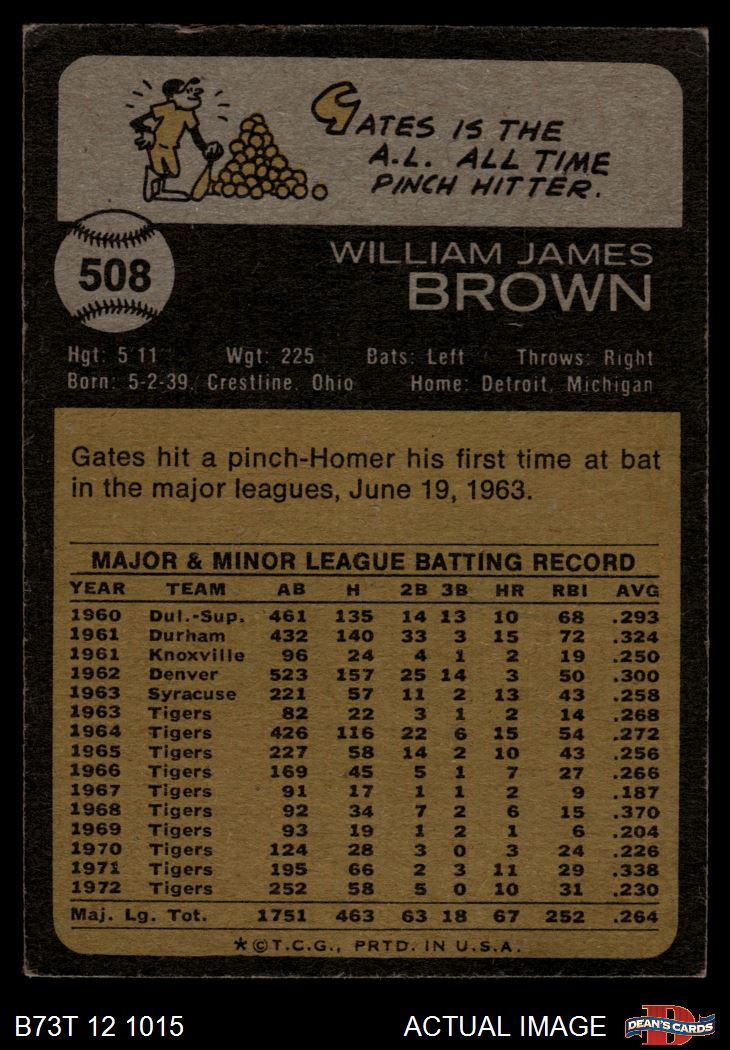 GATES IS THE
A.L. ALL TIME
PINCH HITTER.
508
WILLIAM JAMES
BROWN
Hgt: 5 11 Wgt: 225 Bats: Left Throws: Right
Born: 5-2-39, Crestline, Ohio Home: Detroit, Michigan
Gates hit a pinch-Homer his first time at bat
in the major leagues, June 19, 1963.
MAJOR & MINOR LEAGUE BATTING RECORD
YEAR TEAM AB H 2B 3B HR RBI AVG
1960 Dul.-Sup. 461 135 14 13 10 68 .293
1961 Durham 432 140 33 3 15 72 .324
1961 Knoxville 96 24 4 1 2 19 .250
1962 Denver 523 157 25 14 3 50 .300
1963 Syracuse 221 57 11 2 13 43 .258
1963 Tigers 82 22 3 1 2 14 .268
1964 Tigers 426 116 22 6 15 54 .272
1965 Tigers 227 58 14 2 10 43 .256
1966 Tigers 169 45 5 1 7 27 .266
1967 Tigers 91 17 1 1 2 9 .187
1968 Tigers 92 34 7 2 6 15 .370
1969 Tigers 93 19 1 2 1 6 .204
1970 Tigers 124 28 3 0 3 24 .226
1971 Tigers 195 66 2 3 11 29 .338
1972 Tigers 252 58 5 0 10 31 .230
Maj. Lg. Tot. 1751 463 63 18 67 252 .264
*©T.C.G., PRTD. IN U.S.A.
B73T 12 1015 ACTUAL IMAGE D DEAN'S CARDS